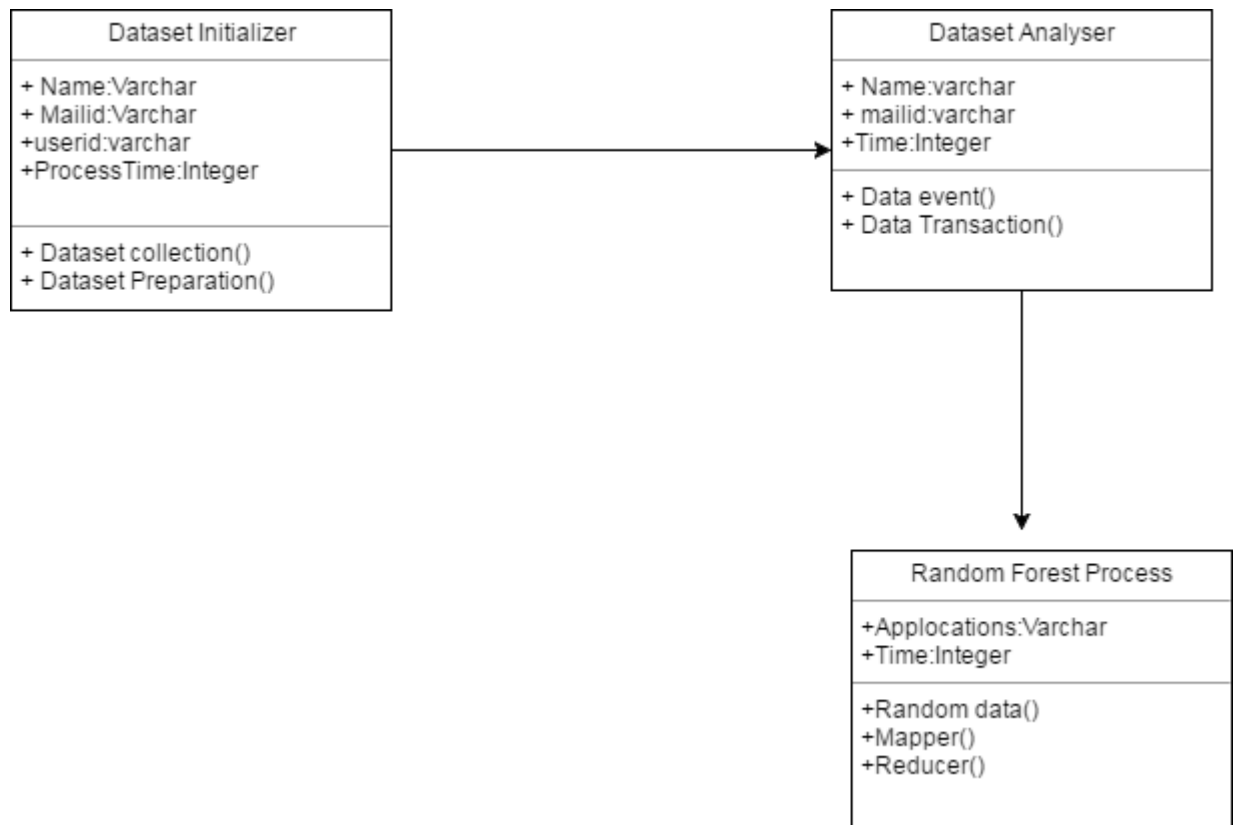 Dataset Initializer
+ Name:Varchar
+ Mailid:Varchar
+userid:varchar
+ProcessTime:Integer
+ Dataset collection()
+ Dataset Preparation()
Dataset Analyser
+ Name:varchar
+ mailid:varchar
+Time:Integer
+ Data event()
+ Data Transaction()
Random Forest Process
+Applocations:Varchar
+Time:Integer
+Random data()
+Mapper()
+Reducer()